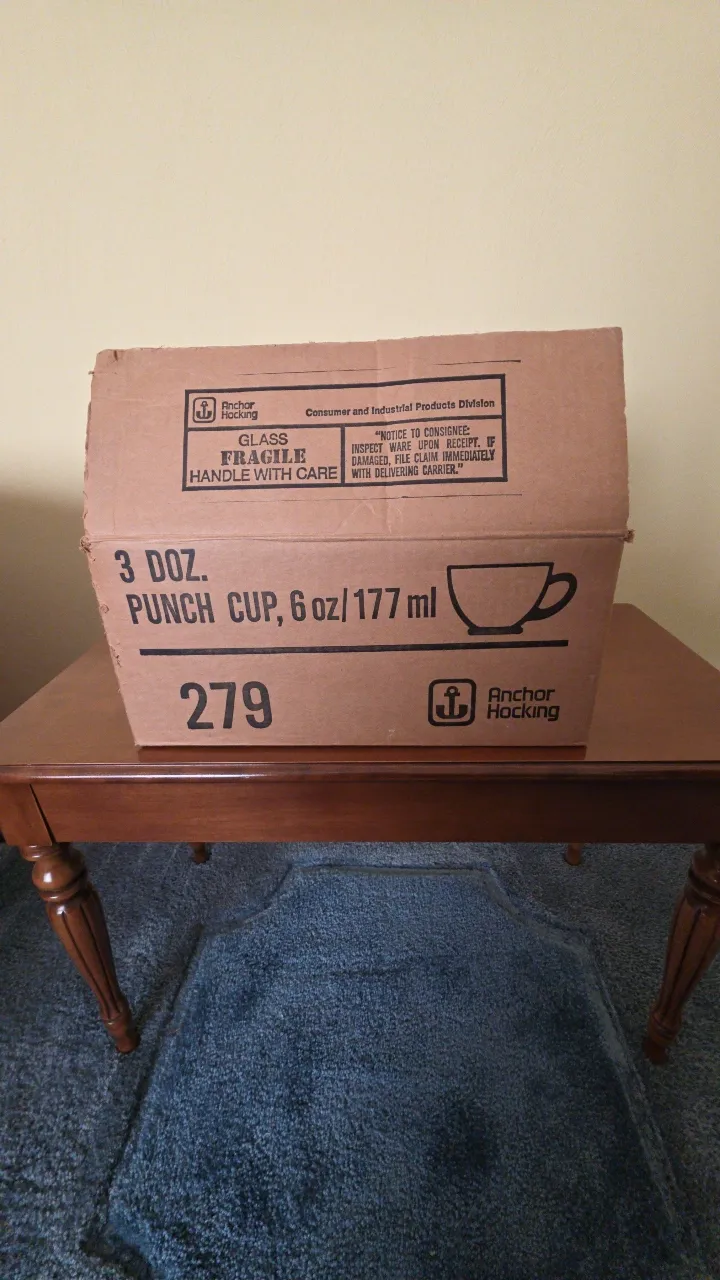 Anchor
Hocking
Consumer and Industrial Products Division
GLASS
FRAGILE
HANDLE WITH CARE
"NOTICE TO CONSIGNEE:
INSPECT WARE UPON RECEIPT. IF
DAMAGED, FILE CLAIM IMMEDIATELY
WITH DELIVERING CARRIER."
3 DOZ.
PUNCH CUP, 6 oz/177 ml
279
Anchor
Hocking